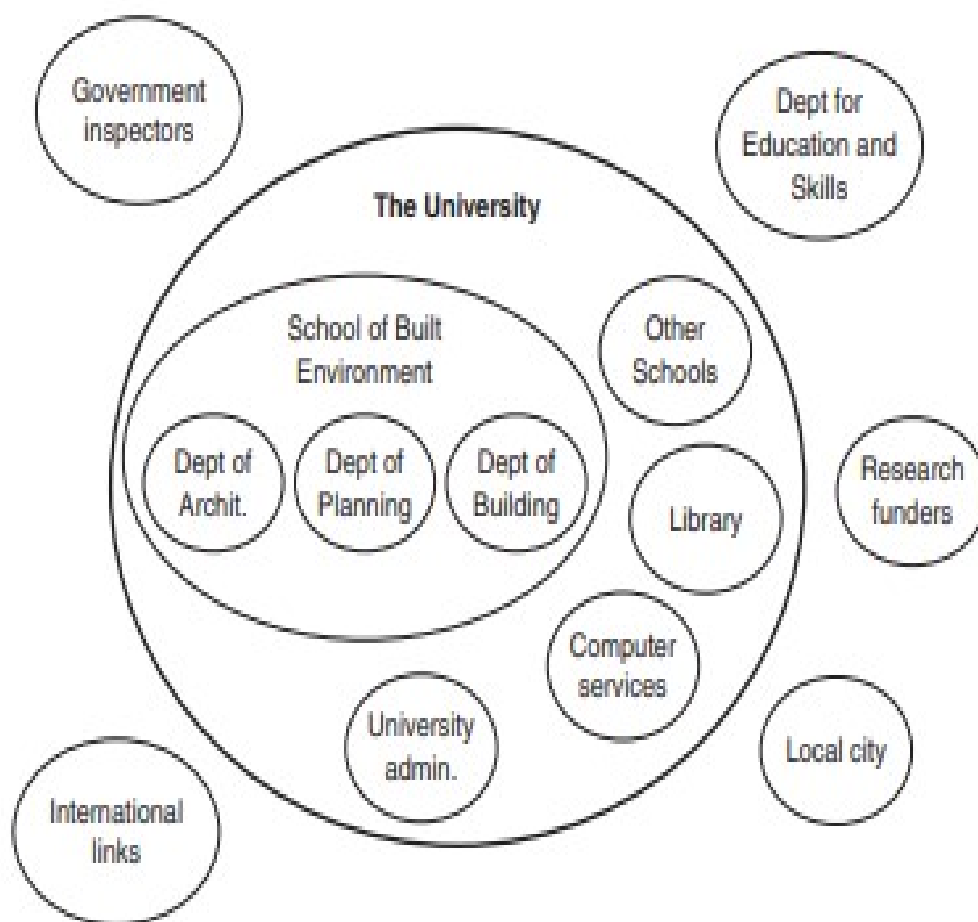 Government
inspectors
Dept for
Education and
Skills
The University
School of Built
Environment
Other
Schools
Dept of
Archit.
Dept of
Planning
Dept of
Building
Library
Research
funders
Computer
services
University
admin.
Local city
International
links